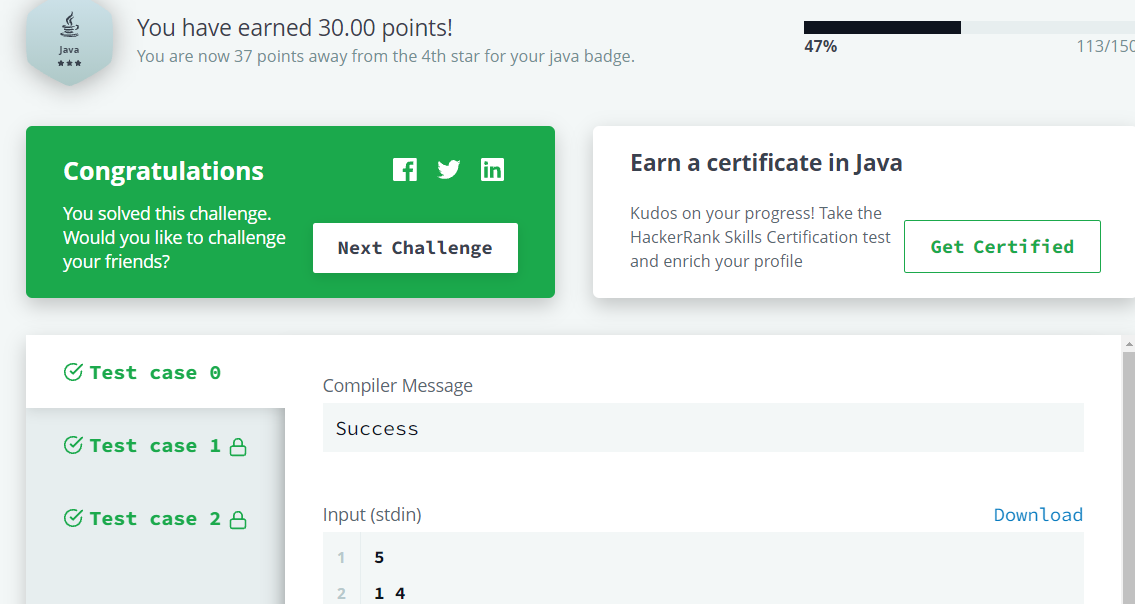 Java
★★★
You have earned 30.00 points!
You are now 37 points away from the 4th star for your java badge.
47%
113/150
Congratulations
You solved this challenge.
Would you like to challenge
your friends?
Next Challenge
Earn a certificate in Java
Kudos on your progress! Take the
HackerRank Skills Certification test
and enrich your profile
Get Certified
Test case 0
Test case 1
Test case 2
Compiler Message
Success
Input (stdin)
Download
1 5
2 1 4